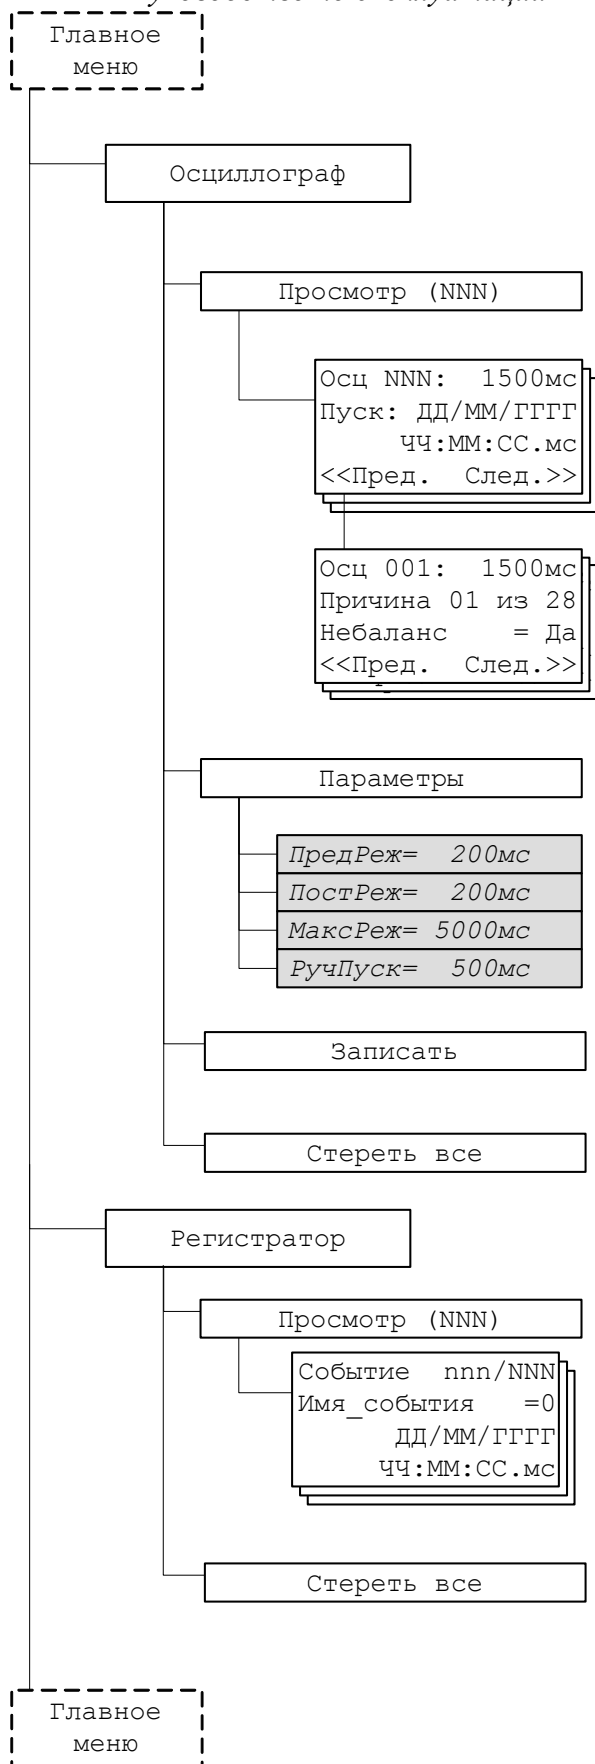 Главное
меню
Осциллограф
Просмотр (NNN)
Осц NNN: 1500мс
Пуск: ДД/ММ/ГГГГ
ЧЧ:ММ:СС.мс
<<Пред. След.>>
Осц 001: 1500мс
Причина 01 из 28
Небаланс = Да
<<Пред. След.>>
Параметры
ПредРеж= 200мс
ПостРеж= 200мс
МаксРеж= 5000мс
РучПуск= 500мс
Записать
Стереть все
Регистратор
Просмотр (NNN)
Событие nnn/NNN
Имя_события =0
ДД/ММ/ГГГГ
ЧЧ:ММ:СС.мс
Стереть все
Главное
меню